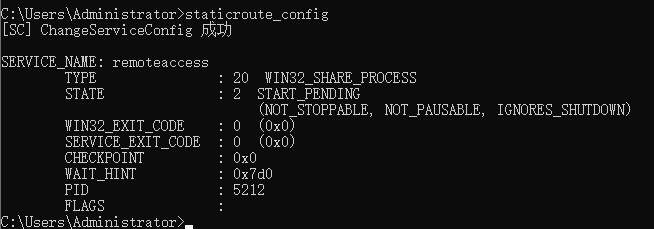 C:\Users\Administrator>staticroute_config
[SC] ChangeServiceConfig 成功
SERVICE_NAME: remoteaccess
TYPE : 20 WIN32_SHARE_PROCESS
STATE : 2 START_PENDING
(NOT_STOPPABLE, NOT_PAUSABLE, IGNORES_SHUTDOWN)
WIN32_EXIT_CODE : 0 (0x0)
SERVICE_EXIT_CODE : 0 (0x0)
CHECKPOINT : 0x0
WAIT_HINT : 0x7d0
PID : 5212
FLAGS :
C:\Users\Administrator>